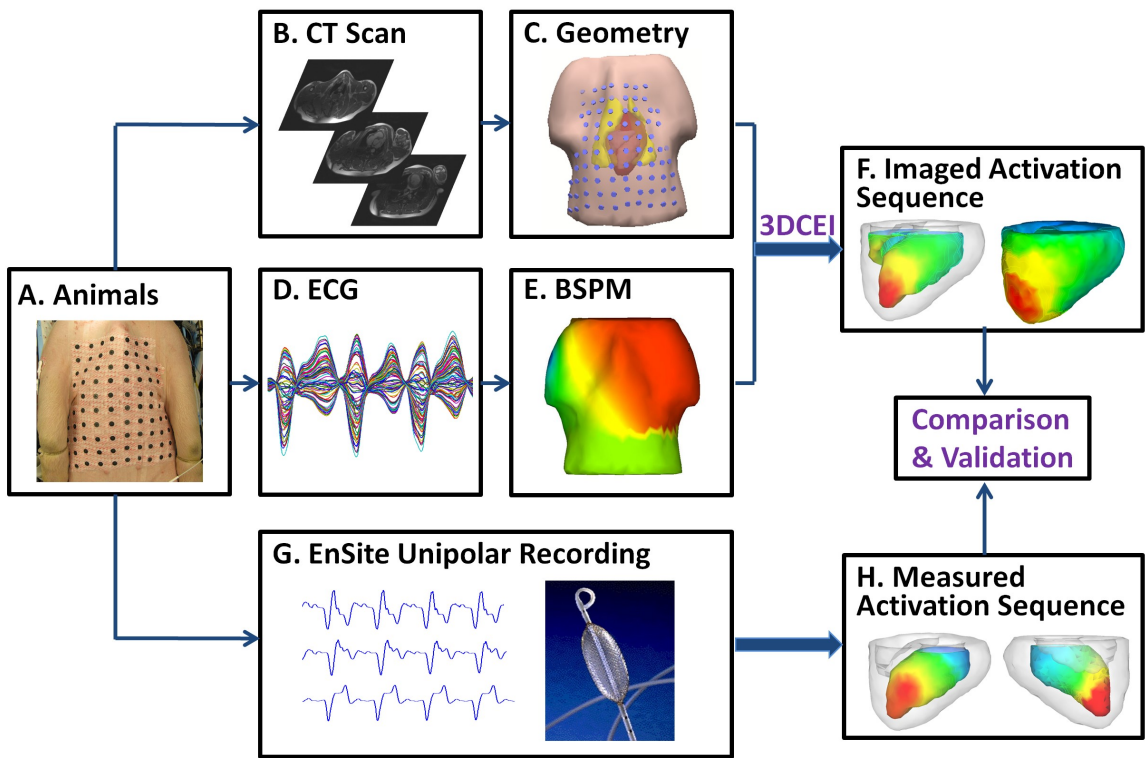 A. Animals
B. CT Scan
C. Geometry
D. ECG
E. BSPM
3DCEI
F. Imaged Activation
Sequence
Comparison
& Validation
G. EnSite Unipolar Recording
H. Measured
Activation Sequence